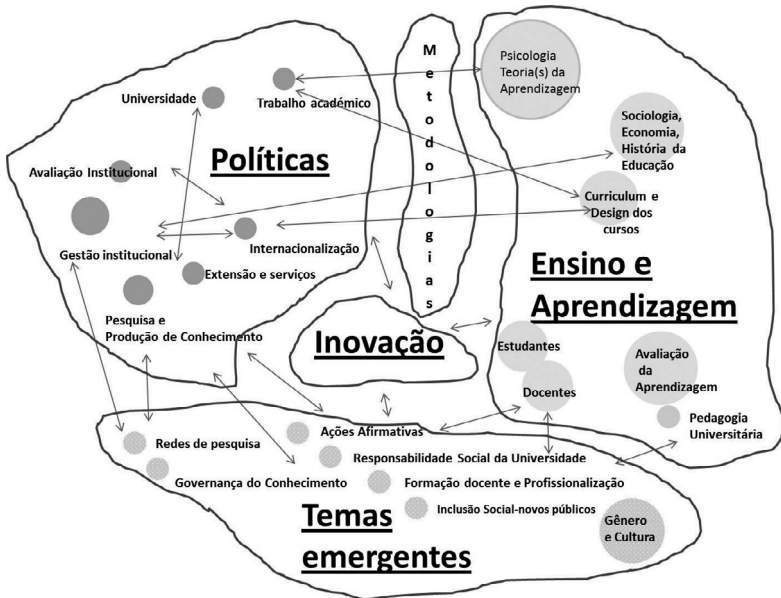 Universidade
Trabalho académico
Políticas
Avaliação Institucional
Gestão institucional
Internacionalização
Extensão e serviços
Pesquisa e
Produção de Conhecimento
Metodologias
Psicologia
Teoria(s) da
Aprendizagem
Sociologia,
Economia,
História da
Educação
Curriculum e
Design dos
cursos
Ensino e
Aprendizagem
Inovação
Estudantes
Docentes
Avaliação
da
Aprendizagem
Pedagogia
Universitária
Redes de pesquisa
Ações Afirmativas
Responsabilidade Social da Universidade
Governança do Conhecimento
Formação docente e Profissionalização
Inclusão Social-novos públicos
Temas
emergentes
Gênero
e Cultura